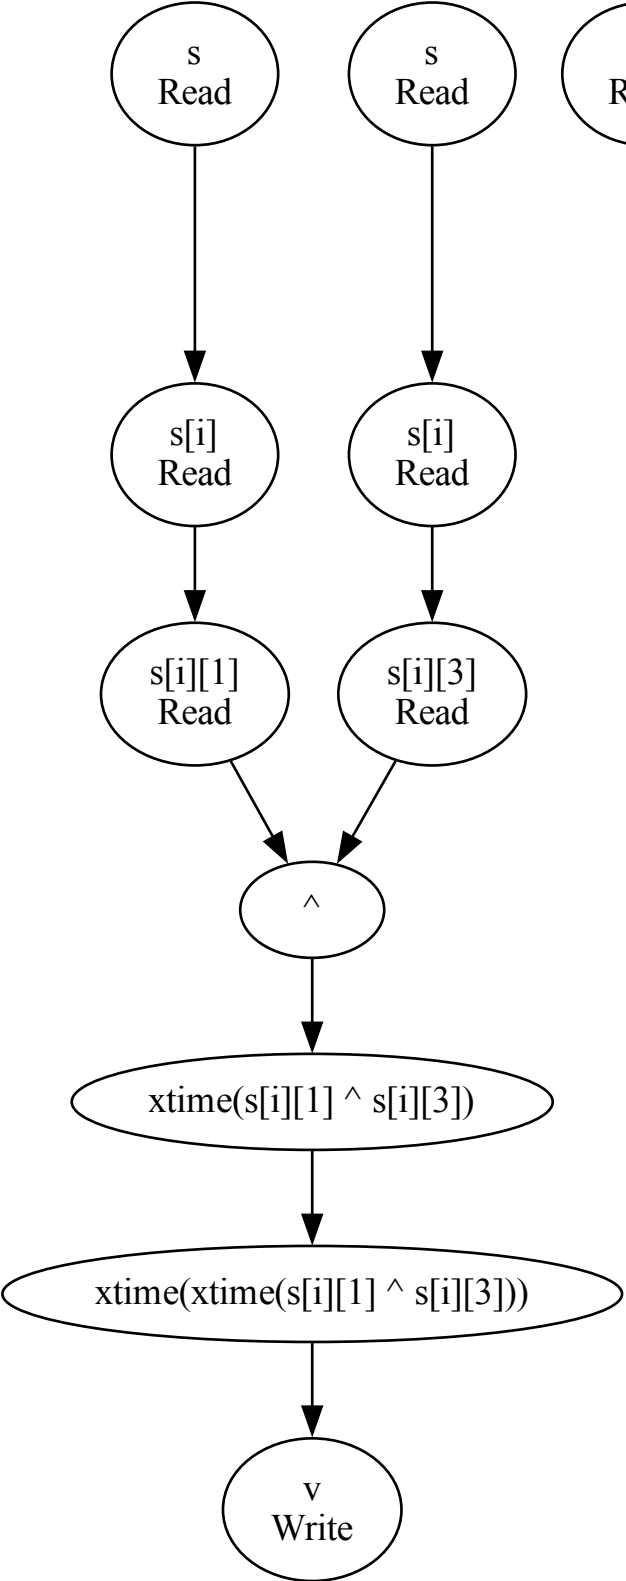 s
Read
s
Read
s[i]
Read
s[i]
Read
s[i][1]
Read
s[i][3]
Read
^
xtime(s[i][1] ^ s[i][3])
xtime(xtime(s[i][1] ^ s[i][3]))
v
Write